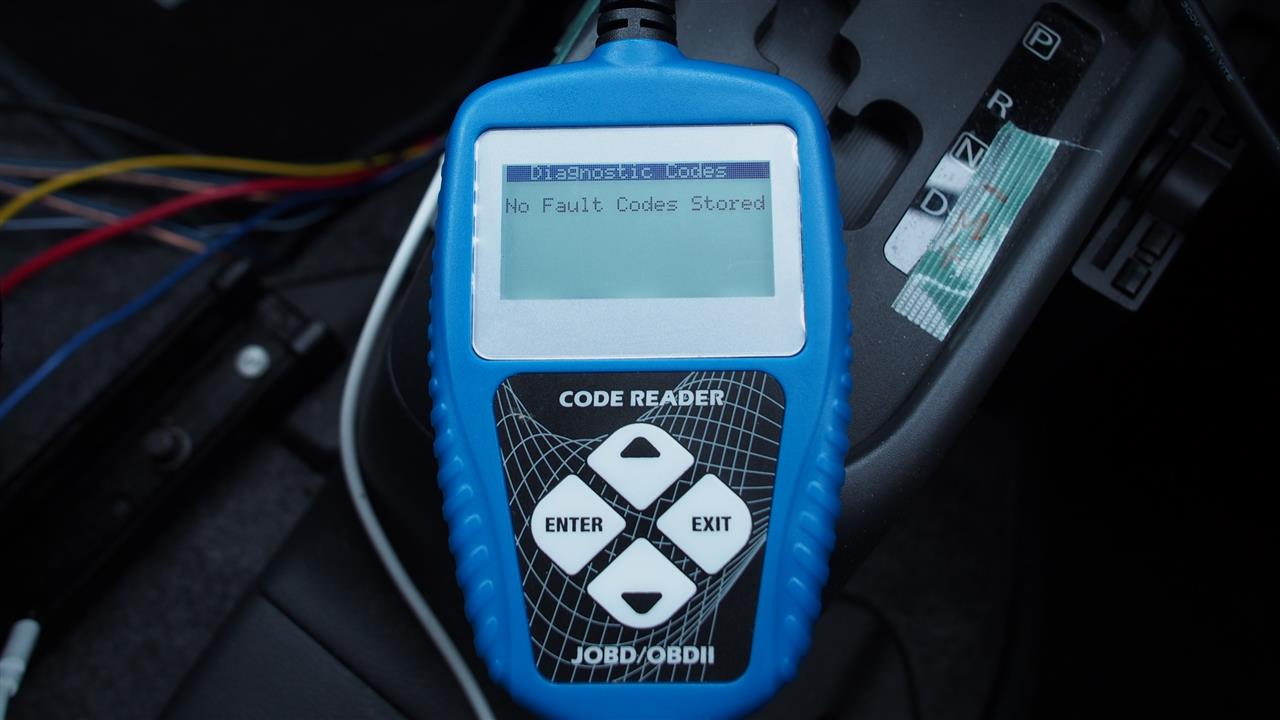 Diagnostic Codes
No Fault Codes Stored
CODE READER
ENTER
EXIT
JOBD/OBDII
P
R
N
D